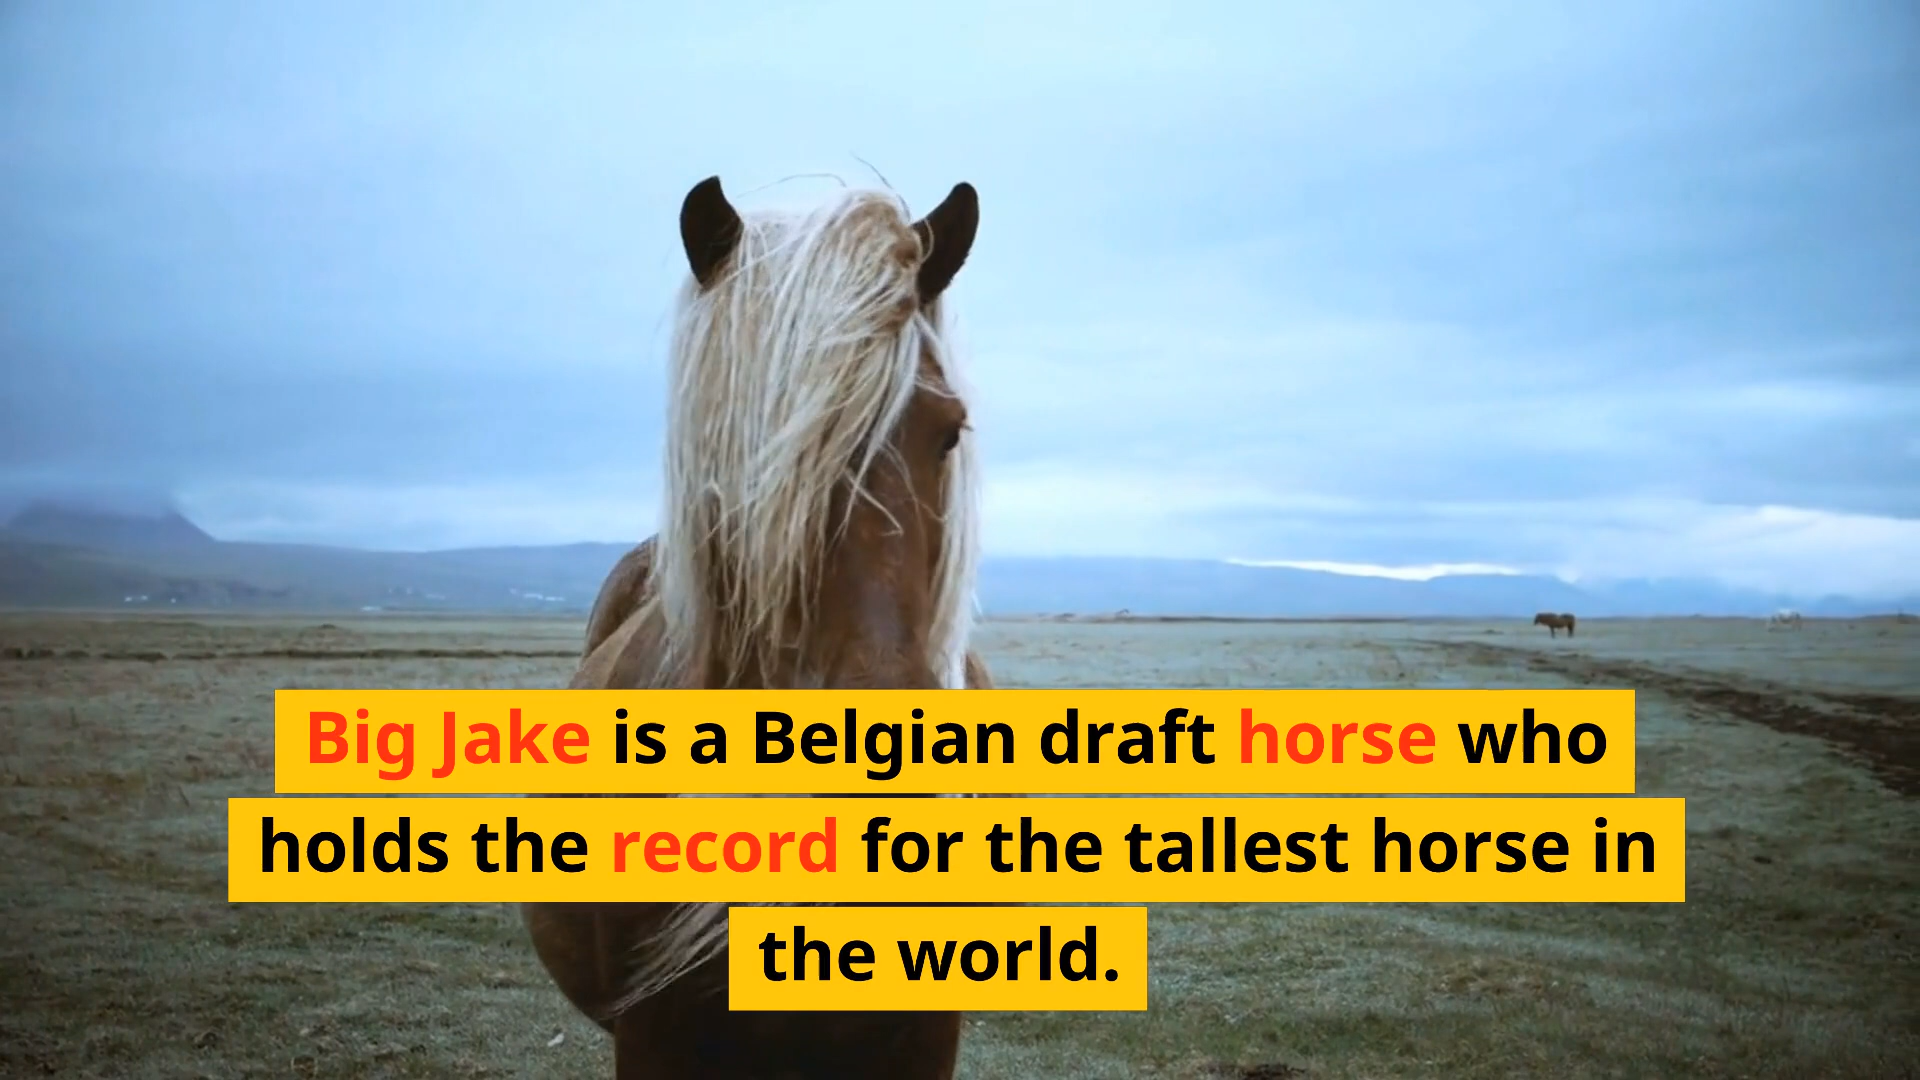 Big Jake is a Belgian draft horse who
holds the record for the tallest horse in
the world.